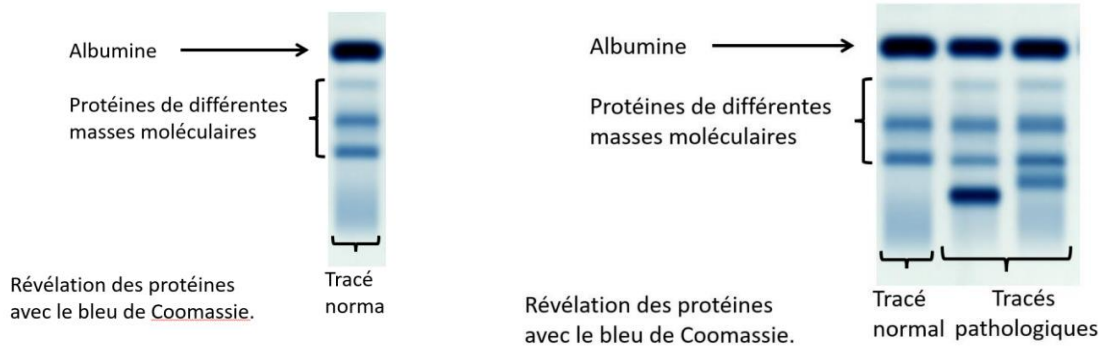 Albumine
Protéines de différentes
masses moléculaires
Révélation des protéines
avec le bleu de Coomassie.
Tracé
norma
Albumine
Protéines de différentes
masses moléculaires
Révélation des protéines
avec le bleu de Coomassie.
Tracé
normal
Tracés
pathologiques